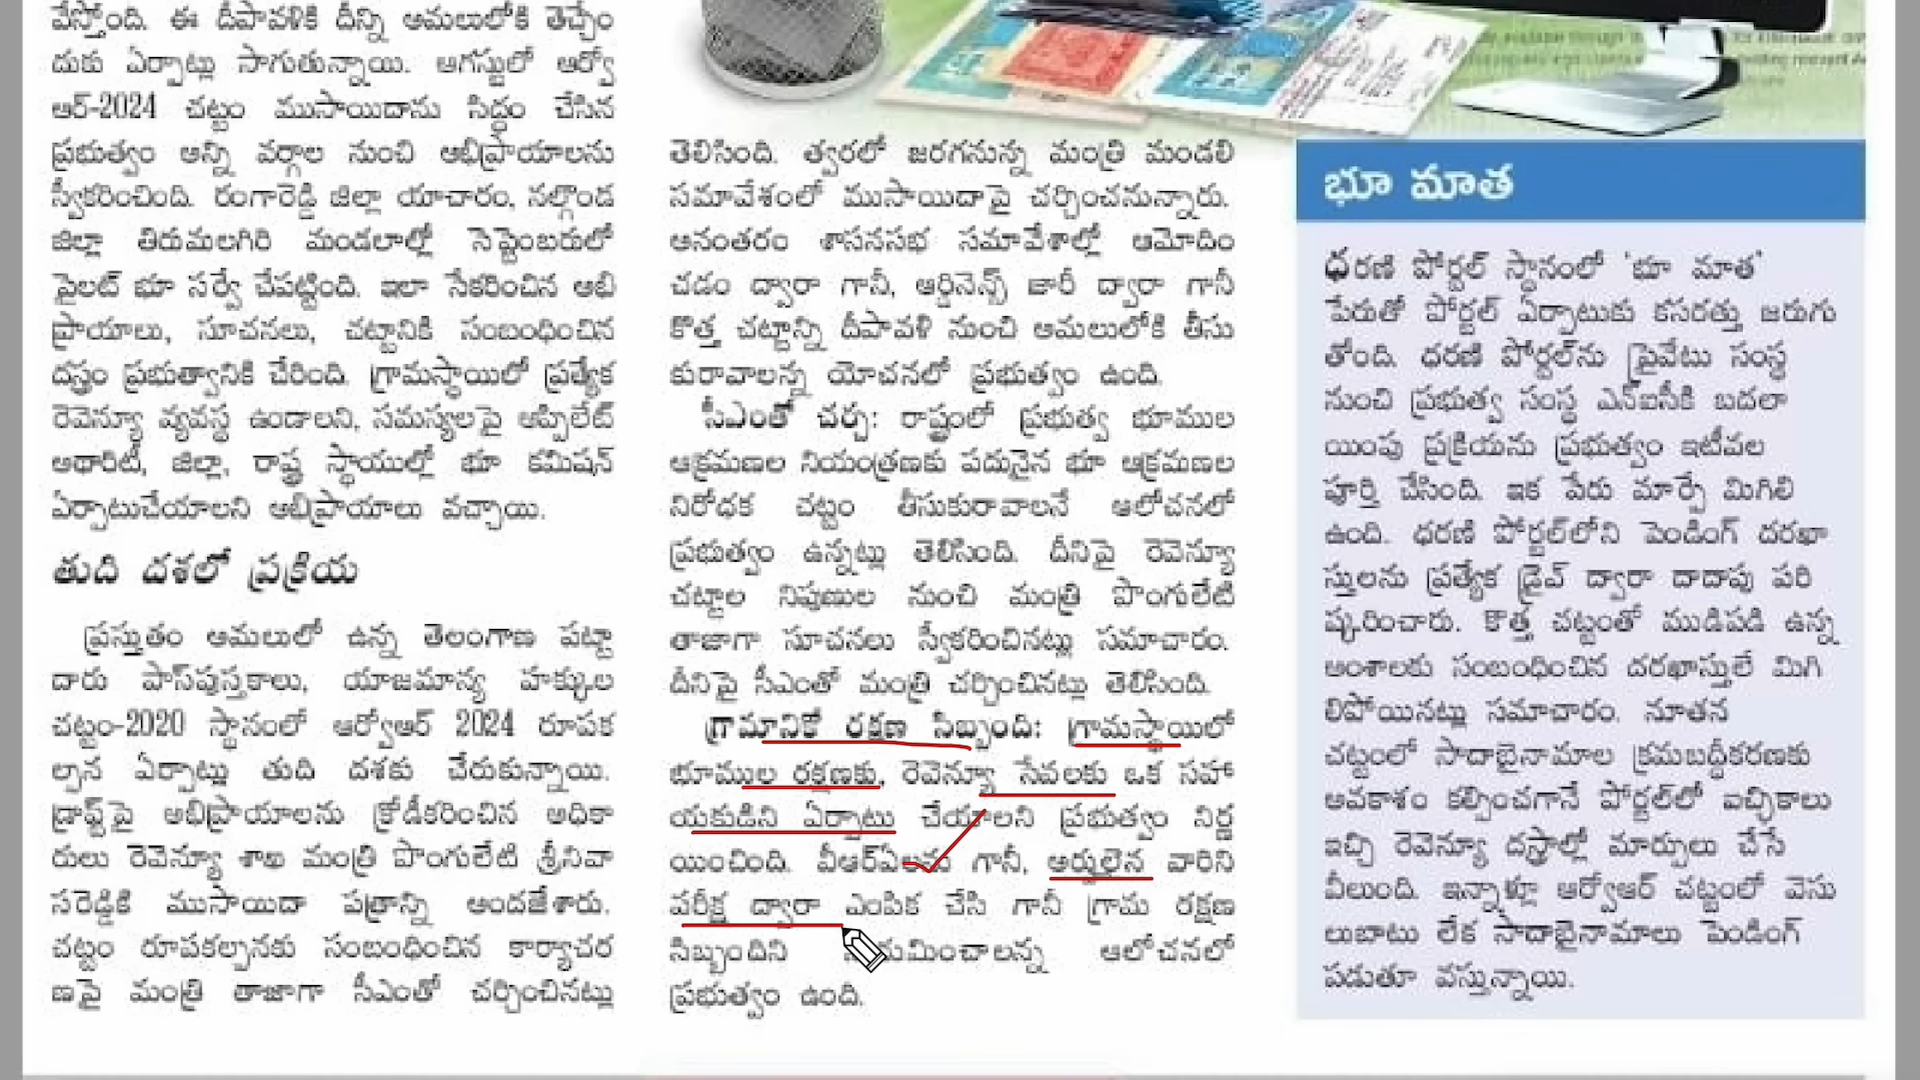 వేస్తోంది. ఈ దీపావళికి దీన్ని అమలులోకి తెచ్చేం
దుకు ఏర్పాట్లు సాగుతున్నాయి. ఆగస్టులో ఆర్వో
ఆర్-2024 చట్టం ముసాయిదాను సిద్ధం చేసిన
ప్రభుత్వం అన్ని వర్గాల నుంచి అభిప్రాయాలను
స్వీకరించింది. రంగారెడ్డి జిల్లా యాచారం, నల్గొండ
జిల్లా తిరుమలగిరి మండలాల్లో సెప్టెంబరులో
పైలట్ భూ సర్వే చేపట్టింది. ఇలా సేకరించిన అభి
ప్రాయాలు, సూచనలు, చట్టానికి సంబంధించిన
దస్త్రం ప్రభుత్వానికి చేరింది. గ్రామస్థాయిలో ప్రత్యేక
రెవెన్యూ వ్యవస్థ ఉండాలని, సమస్యలపై అప్పిలేట్
అథారిటీ, జిల్లా, రాష్ట్ర స్థాయుల్లో భూ కమిషన్
ఏర్పాటుచేయాలని అభిప్రాయాలు వచ్చాయి.
తుది దశలో ప్రక్రియ
ప్రస్తుతం అమలులో ఉన్న తెలంగాణ పట్టా
దారు పాస్‌పుస్తకాలు, యాజమాన్య హక్కుల
చట్టం-2020 స్థానంలో ఆర్వోఆర్ 2024 రూపక
ల్పన ఏర్పాట్లు తుది దశకు చేరుకున్నాయి.
డ్రాఫ్ట్‌పై అభిప్రాయాలను క్రోడీకరించిన అధికా
రులు రెవెన్యూ శాఖ మంత్రి పొంగులేటి శ్రీనివా
సరెడ్డికి ముసాయిదా పత్రాన్ని అందజేశారు.
చట్టం రూపకల్పనకు సంబంధించిన కార్యాచర
ణపై మంత్రి తాజాగా సీఎంతో చర్చించినట్లు
తెలిసింది. త్వరలో జరగనున్న మంత్రి మండలి
సమావేశంలో ముసాయిదాపై చర్చించనున్నారు.
అనంతరం శాసనసభ సమావేశాల్లో ఆమోదిం
చడం ద్వారా గానీ, ఆర్డినెన్స్ జారీ ద్వారా గానీ
కొత్త చట్టాన్ని దీపావళి నుంచి అమలులోకి తీసు
కురావాలన్న యోచనలో ప్రభుత్వం ఉంది.
సీఎంతో చర్చ: రాష్ట్రంలో ప్రభుత్వ భూముల
ఆక్రమణల నియంత్రణకు పదునైన భూ ఆక్రమణల
నిరోధక చట్టం తీసుకురావాలనే ఆలోచనలో
ప్రభుత్వం ఉన్నట్లు తెలిసింది. దీనిపై రెవెన్యూ
చట్టాల నిపుణుల నుంచి మంత్రి పొంగులేటి
తాజాగా సూచనలు స్వీకరించినట్లు సమాచారం.
దీనిపై సీఎంతో మంత్రి చర్చించినట్లు తెలిసింది.
గ్రామానికో రక్షణ సిబ్బంది: గ్రామస్థాయిలో
భూముల రక్షణకు, రెవెన్యూ సేవలకు ఒక సహా
యకుడిని ఏర్పాటు చేయాలని ప్రభుత్వం నిర్ణ
యించింది. వీఆర్ఏలను గానీ, అర్హులైన వారిని
పరీక్ష ద్వారా ఎంపిక చేసి గానీ గ్రామ రక్షణ
సిబ్బందిని నియమించాలన్న ఆలోచనలో
ప్రభుత్వం ఉంది.
భూ మాత
ధరణి పోర్టల్ స్థానంలో 'భూ మాత'
పేరుతో పోర్టల్ ఏర్పాటుకు కసరత్తు జరుగు
తోంది. ధరణి పోర్టల్‌ను ప్రైవేటు సంస్థ
నుంచి ప్రభుత్వ సంస్థ ఎన్ఐసీకి బదలా
యింపు ప్రక్రియను ప్రభుత్వం ఇటీవల
పూర్తి చేసింది. ఇక పేరు మార్పే మిగిలి
ఉంది. ధరణి పోర్టల్‌లోని పెండింగ్ దరఖా
స్తులను ప్రత్యేక డ్రైవ్ ద్వారా దాదాపు పరి
ష్కరించారు. కొత్త చట్టంతో ముడిపడి ఉన్న
అంశాలకు సంబంధించిన దరఖాస్తులే మిగి
లిపోయినట్లు సమాచారం. నూతన
చట్టంలో సాదాబైనామాల క్రమబద్ధీకరణకు
అవకాశం కల్పించగానే పోర్టల్‌లో ఐచ్ఛికాలు
ఇచ్చి రెవెన్యూ దస్త్రాల్లో మార్పులు చేసే
వీలుంది. ఇన్నాళ్లూ ఆర్వోఆర్ చట్టంలో వెసు
లుబాటు లేక సాదాబైనామాలు పెండింగ్
పడుతూ వస్తున్నాయి.